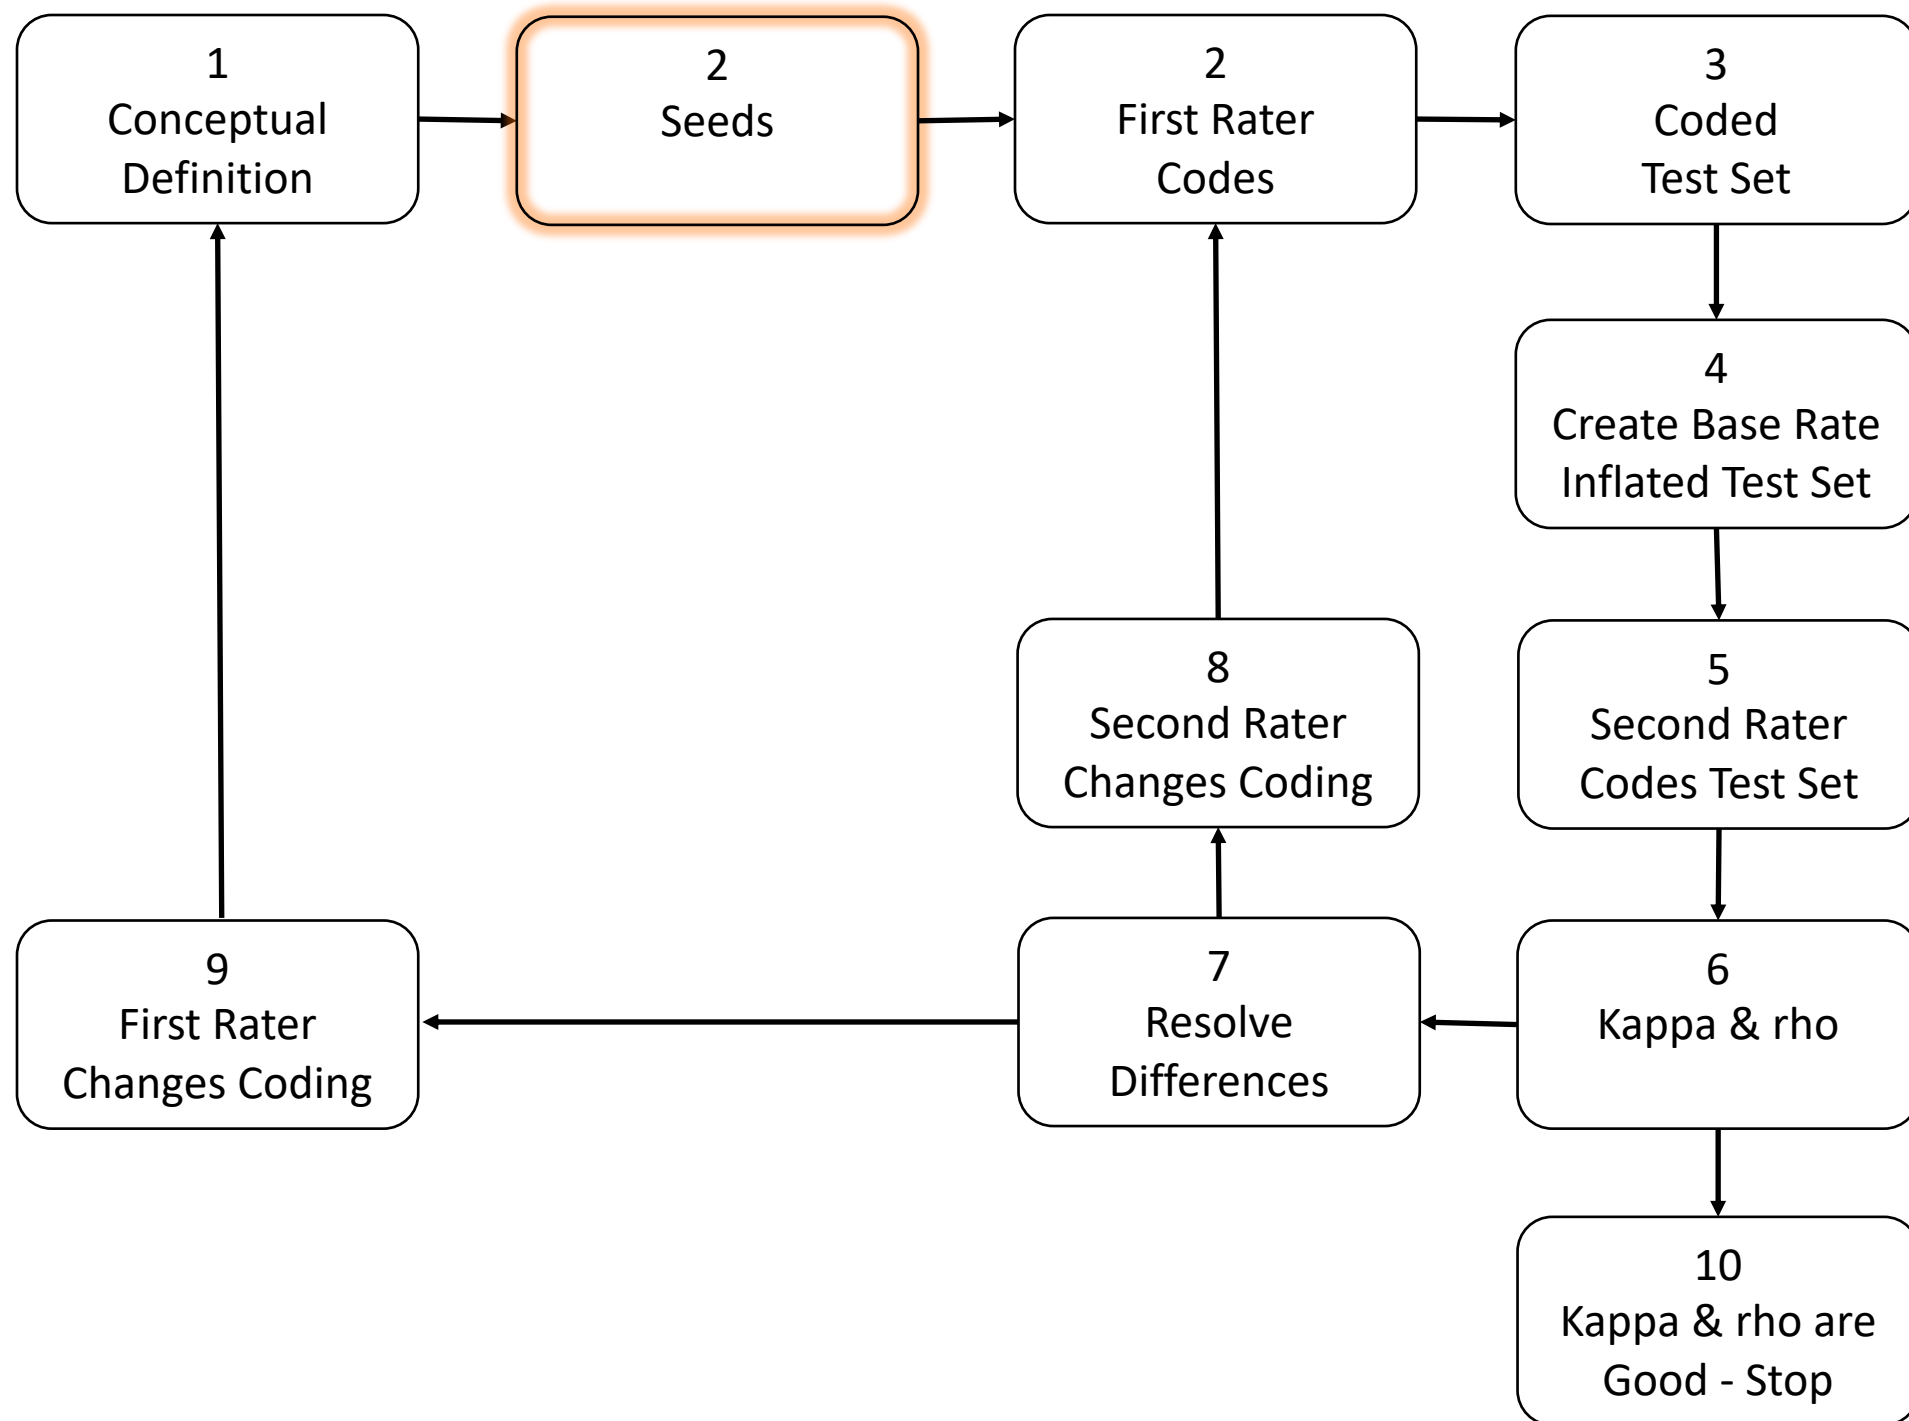 1
Conceptual
Definition
2
Seeds
2
First Rater
Codes
3
Coded
Test Set
4
Create Base Rate
Inflated Test Set
8
Second Rater
Changes Coding
5
Second Rater
Codes Test Set
9
First Rater
Changes Coding
7
Resolve
Differences
6
Kappa & rho
10
Kappa & rho are
Good - Stop